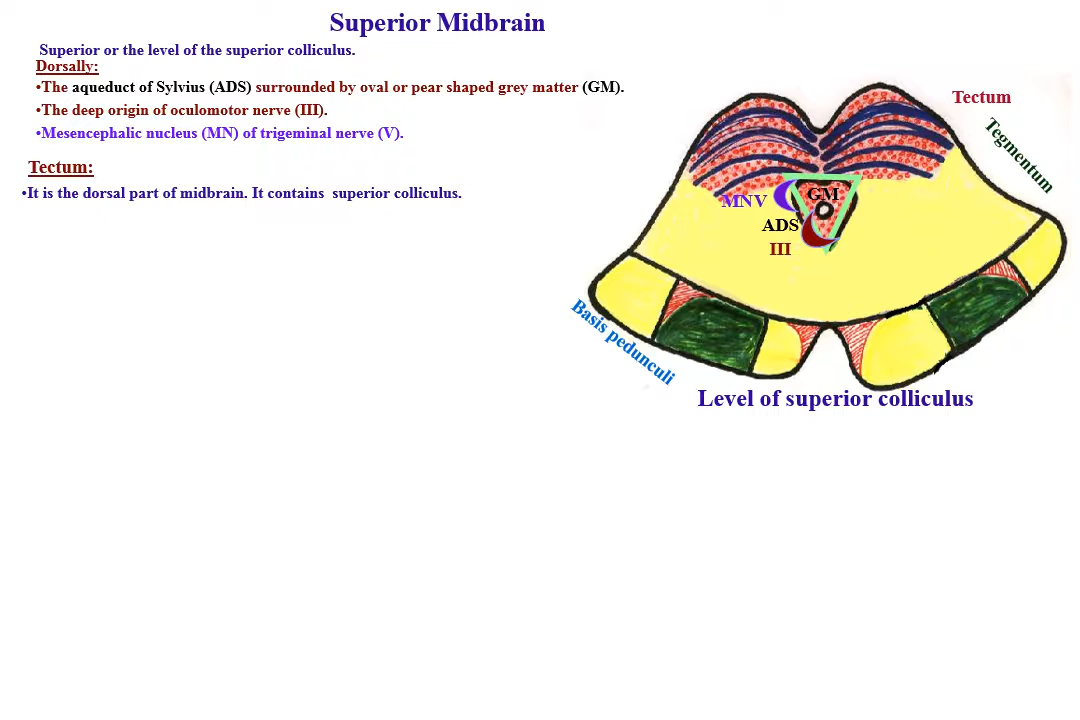 Superior Midbrain
Superior or the level of the superior colliculus.
Dorsally:
•The aqueduct of Sylvius (ADS) surrounded by oval or pear shaped grey matter (GM).
•The deep origin of oculomotor nerve (III).
•Mesencephalic nucleus (MN) of trigeminal nerve (V).
Tectum:
•It is the dorsal part of midbrain. It contains  superior colliculus.
Tectum
Tegmentum
GM
MNV
ADS
III
Basis pedunculi
Level of superior colliculus